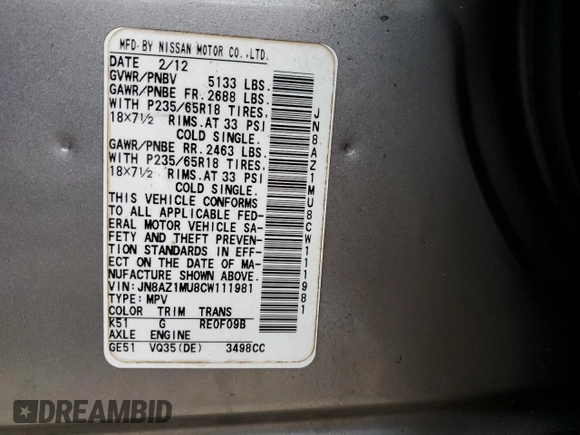 MFD. BY NISSAN MOTOR CO.,LTD.
DATE 2/12
GVWR/PNBV 5133 LBS.
GAWR/PNBE FR. 2688 LBS.
WITH P235/65R18 TIRES,
18×7½ RIMS.AT 33 PSI
COLD SINGLE.
GAWR/PNBE RR. 2463 LBS.
WITH P235/65R18 TIRES,
18×7½ RIMS.AT 33 PSI
COLD SINGLE.
THIS VEHICLE CONFORMS
TO ALL APPLICABLE FED-
ERAL MOTOR VEHICLE SA-
FETY AND THEFT PREVEN-
TION STANDARDS IN EFF-
ECT ON THE DATE OF MA-
NUFACTURE SHOWN ABOVE.
VIN: JN8AZ1MU8CW111981
TYPE: MPV
COLOR TRIM TRANS
K51 G RE0F09B
AXLE ENGINE
GE51 VQ35(DE) 3498CC
JN8AZ1MU8CW111981
DREAMBID